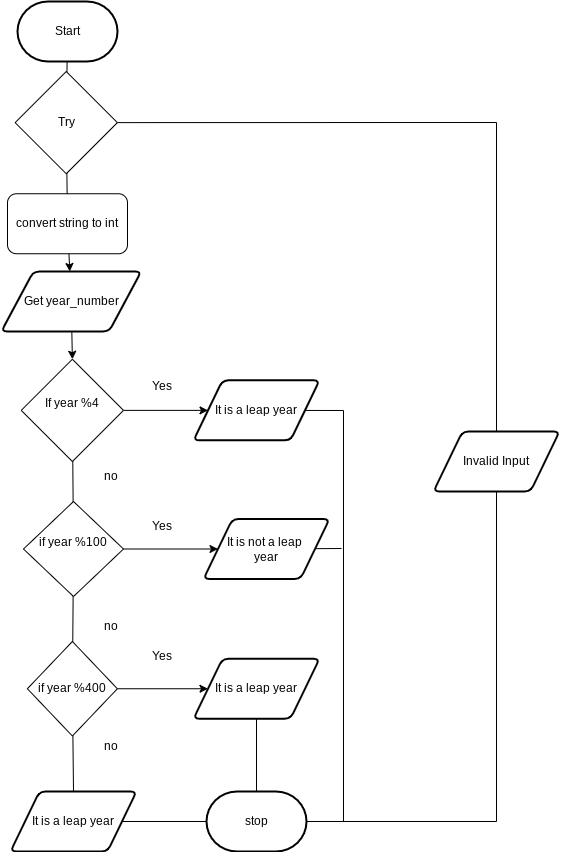 Start
Try
convert string to int
Get year_number
If year %4
Yes
It is a leap year
Invalid Input
no
if year %100
Yes
It is not a leap
year
no
if year %400
Yes
It is a leap year
no
It is a leap year
stop